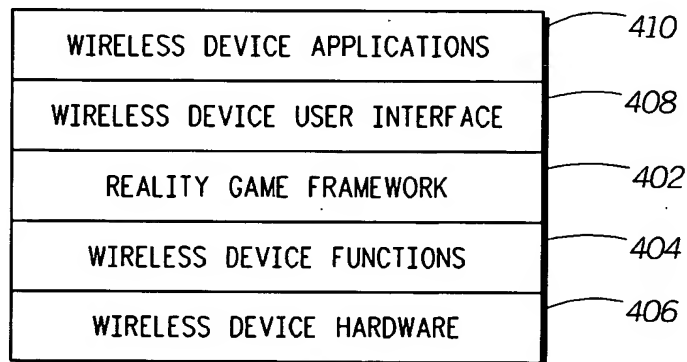 WIRELESS DEVICE APPLICATIONS 410
WIRELESS DEVICE USER INTERFACE 408
REALITY GAME FRAMEWORK 402
WIRELESS DEVICE FUNCTIONS 404
WIRELESS DEVICE HARDWARE 406